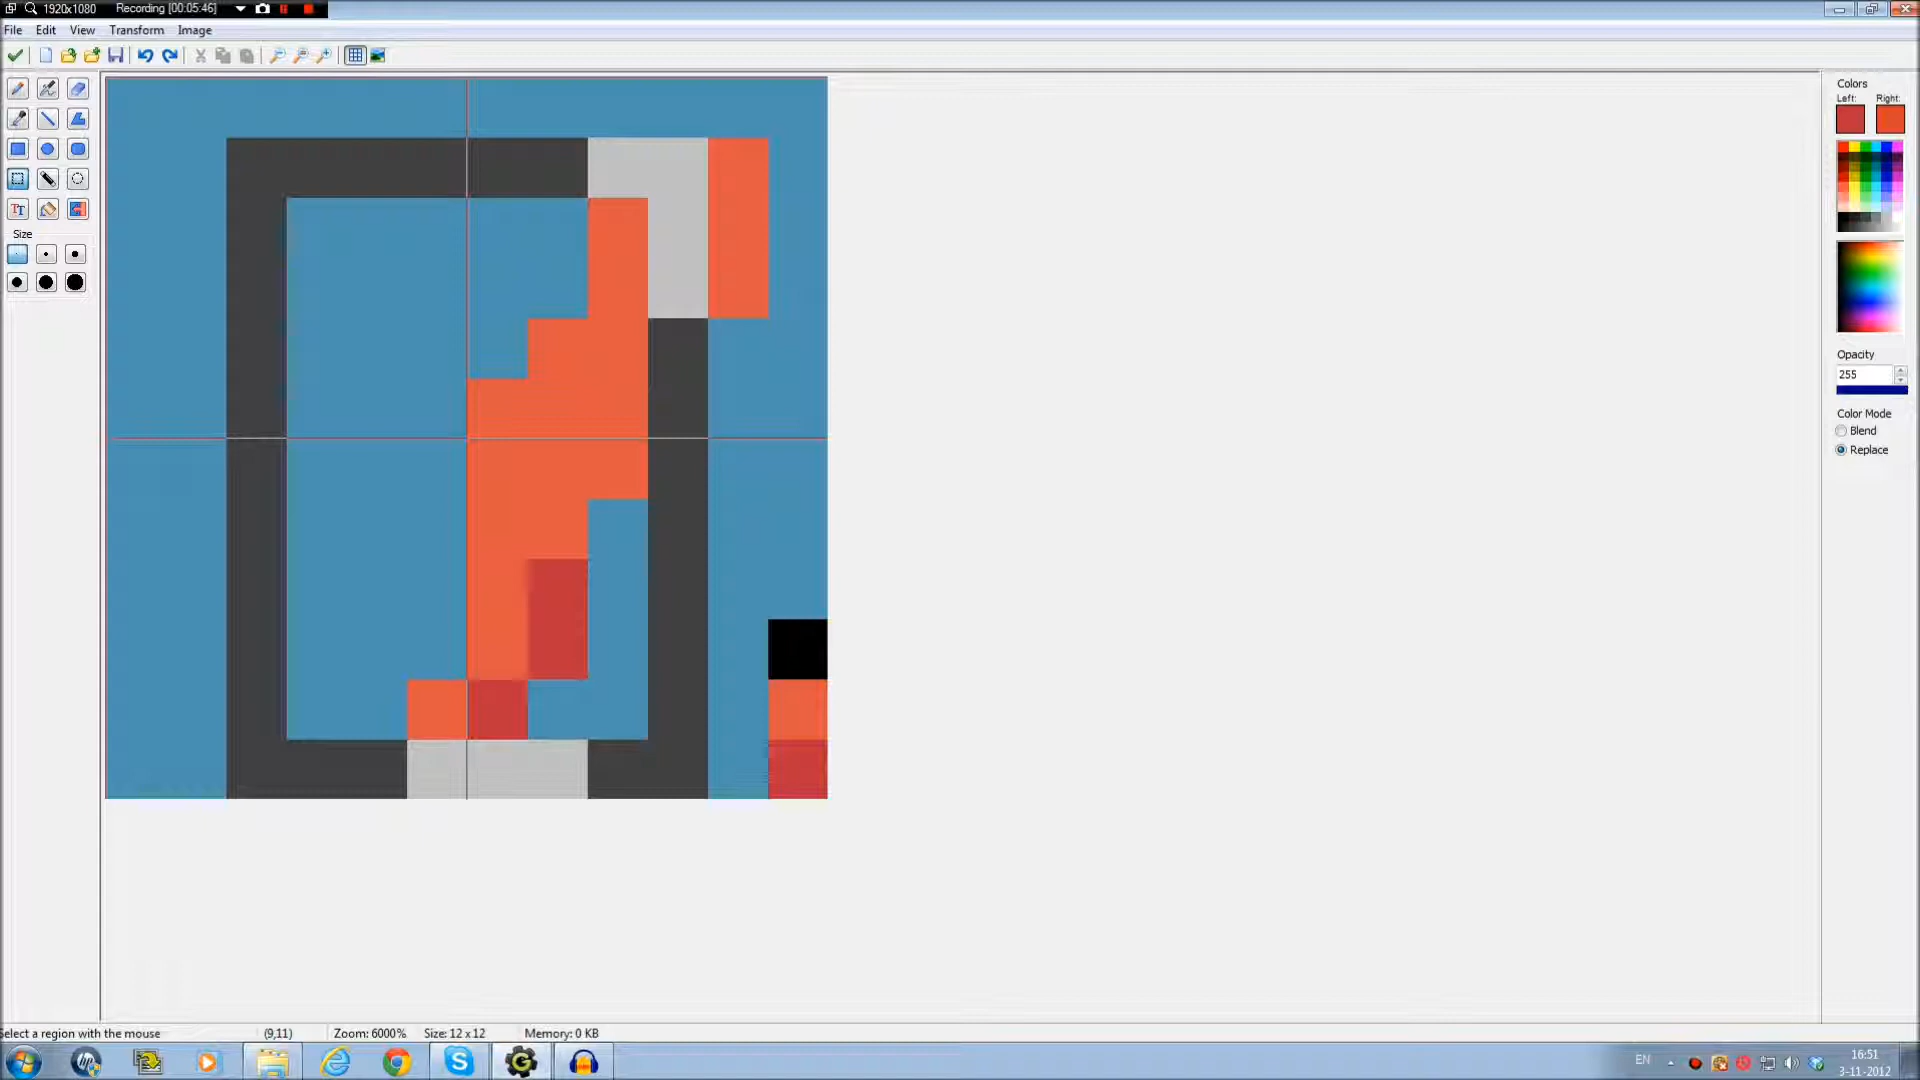 1920x1080 Recording [00:05:46]
File Edit View Transform Image
Colors
Left: Right:
TT
Size
Opacity
255
Color Mode
Blend
Replace
Select a region with the mouse (9,11) Zoom: 6000% Size: 12 x 12 Memory: 0 KB
EN 16:51
3-11-2012